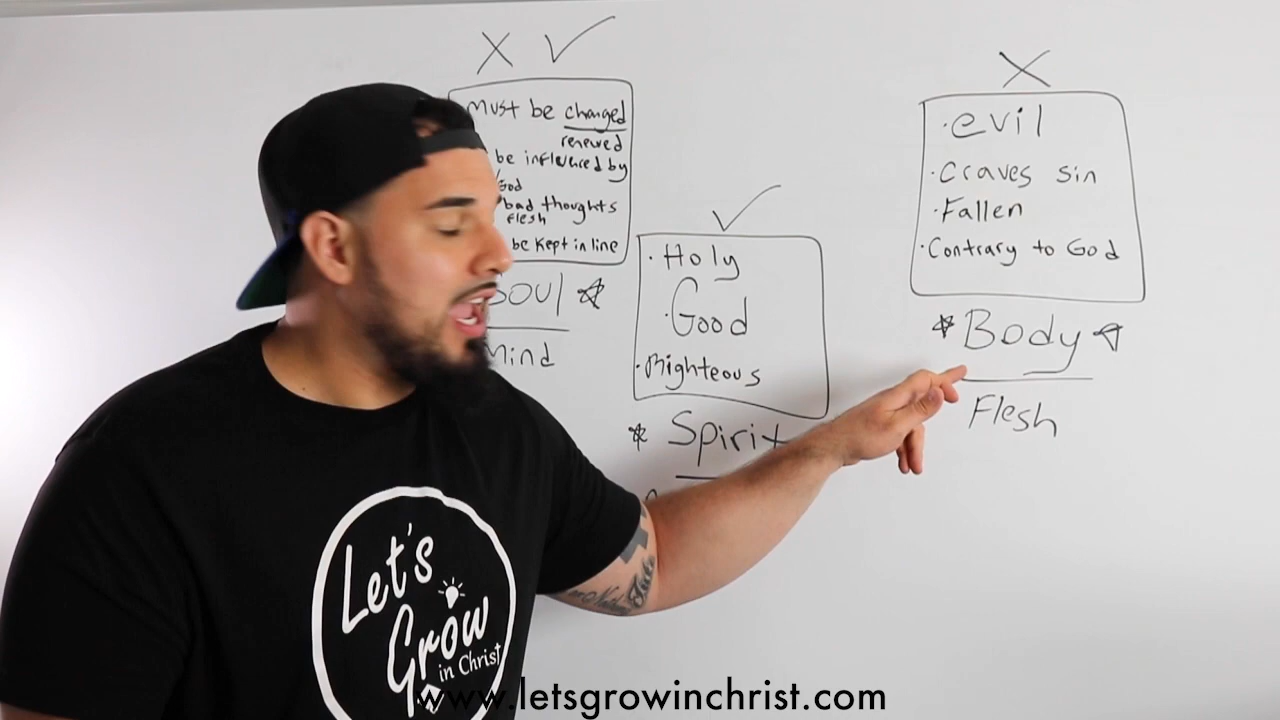 X ✓
Must be changed
renewed
be influenced by
God
bad thoughts
flesh
be kept in line
Soul
Mind
✓
· Holy
· Good
· Righteous
Spirit
X
· evil
· Craves sin
· Fallen
· Contrary to God
Body
Flesh
Let's
Grow
in Christ
www.letsgrowinchrist.com